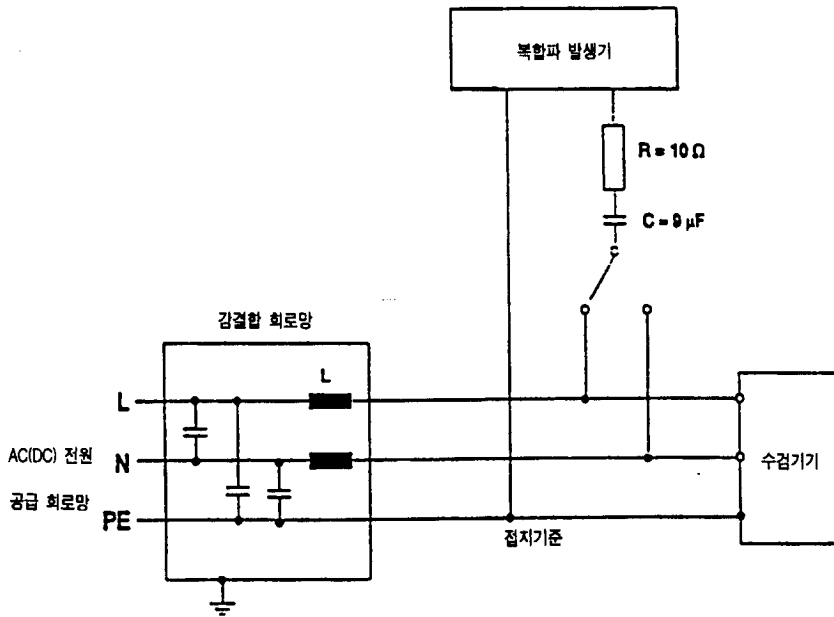 복합파 발생기
R = 10 Ω
C = 9 µF
감결합 회로망
L
L
AC(DC) 전원
N
공급 회로망
PE
수검기기
접지기준